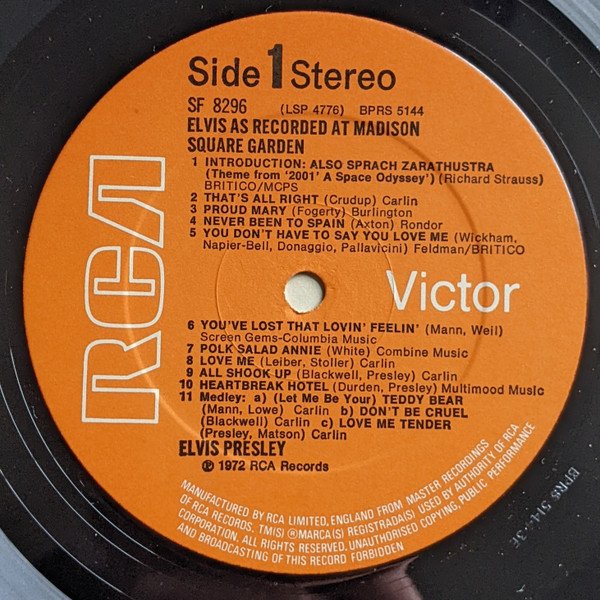 Side 1 Stereo
SF 8296 (LSP 4776) BPRS 5144
ELVIS AS RECORDED AT MADISON
SQUARE GARDEN
1 INTRODUCTION: ALSO SPRACH ZARATHUSTRA
(Theme from '2001' A Space Odyssey') (Richard Strauss)
BRITICO/MCPS
2 THAT'S ALL RIGHT (Crudup) Carlin
3 PROUD MARY (Fogerty) Burlington
4 NEVER BEEN TO SPAIN (Axton) Rondor
5 YOU DON'T HAVE TO SAY YOU LOVE ME (Wickham,
Napier-Bell, Donaggio, Pallavicini) Feldman/BRITICO
RCA
Victor
6 YOU'VE LOST THAT LOVIN' FEELIN' (Mann, Weil)
Screen Gems-Columbia Music
7 POLK SALAD ANNIE (White) Combine Music
8 LOVE ME (Leiber, Stoller) Carlin
9 ALL SHOOK UP (Blackwell, Presley) Carlin
10 HEARTBREAK HOTEL (Durden, Presley) Multimood Music
11 Medley: a) (Let Me Be Your) TEDDY BEAR
(Mann, Lowe) Carlin b) DON'T BE CRUEL
(Blackwell) Carlin c) LOVE ME TENDER
(Presley, Matson) Carlin
ELVIS PRESLEY
℗ 1972 RCA Records
MANUFACTURED BY RCA LIMITED, ENGLAND FROM MASTER RECORDINGS
OF RCA RECORDS. TM(S) ® MARCA(S) REGISTRADA(S) USED BY AUTHORITY OF RCA
CORPORATION. ALL RIGHTS RESERVED. UNAUTHORISED COPYING, PUBLIC PERFORMANCE
AND BROADCASTING OF THIS RECORD FORBIDDEN